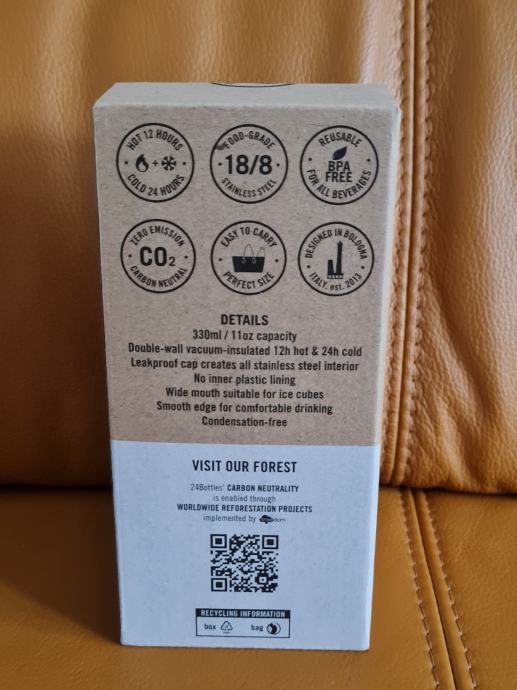 HOT 12 HOURS
COLD 24 HOURS
FOOD-GRADE
18/8
STAINLESS STEEL
REUSABLE
BPA
FREE
FOR ALL BEVERAGES
ZERO EMISSION
CO2
CARBON NEUTRAL
EASY TO CARRY
PERFECT SIZE
DESIGNED IN BOLOGNA
ITALY, est. 2013
DETAILS
330ml / 11oz capacity
Double-wall vacuum-insulated 12h hot & 24h cold
Leakproof cap creates all stainless steel interior
No inner plastic lining
Wide mouth suitable for ice cubes
Smooth edge for comfortable drinking
Condensation-free
VISIT OUR FOREST
24Bottles' CARBON NEUTRALITY
is enabled through
WORLDWIDE REFORESTATION PROJECTS
implemented by
RECYCLING INFORMATION
box bag